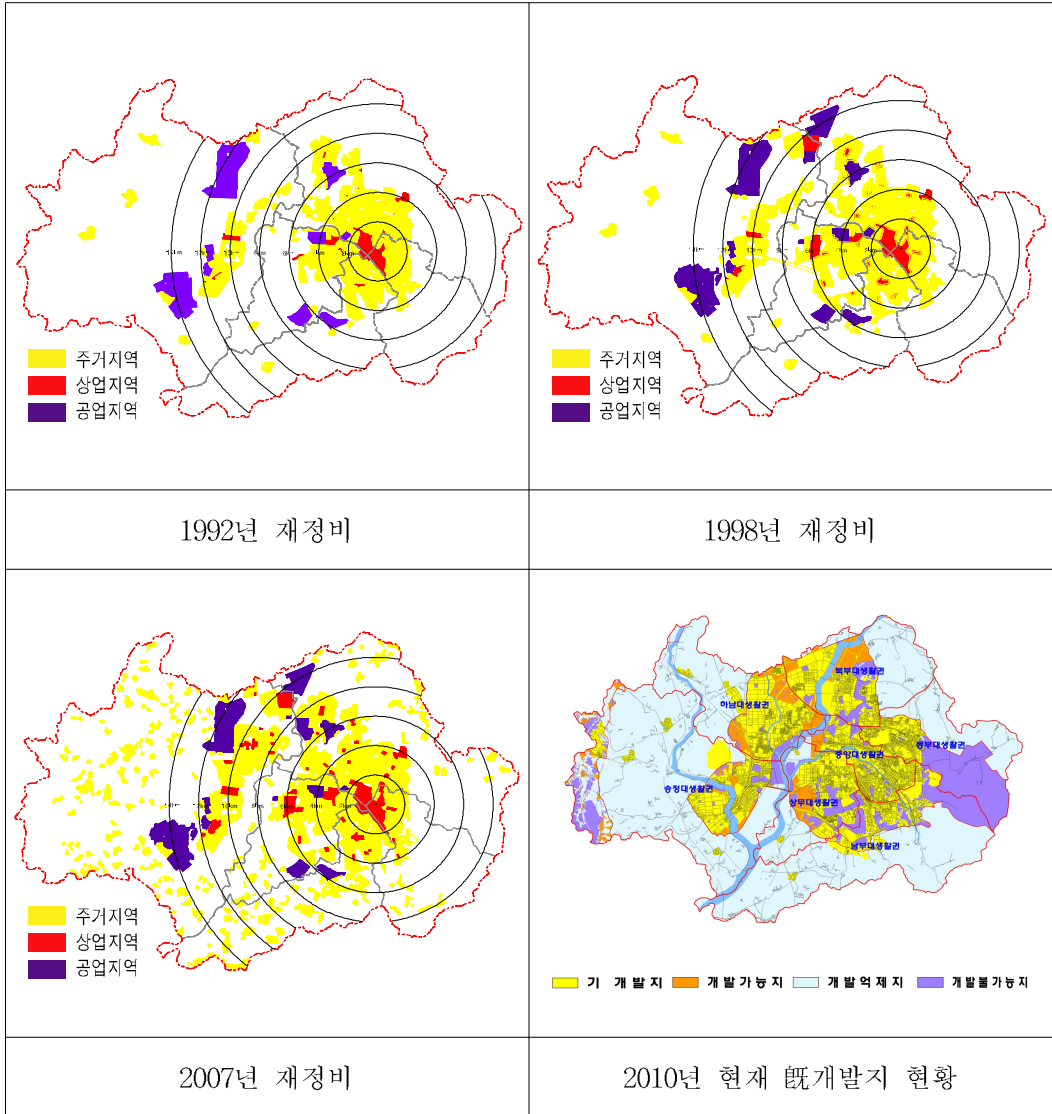 주거지역
상업지역
공업지역
주거지역
상업지역
공업지역
1992년 재정비
1998년 재정비
주거지역
상업지역
공업지역
북부대생활권
하남대생활권
동부대생활권
중앙대생활권
송정대생활권
상무대생활권
남부대생활권
기 개발지 개발가능지 개발억제지 개발불가능지
2007년 재정비
2010년 현재 旣개발지 현황